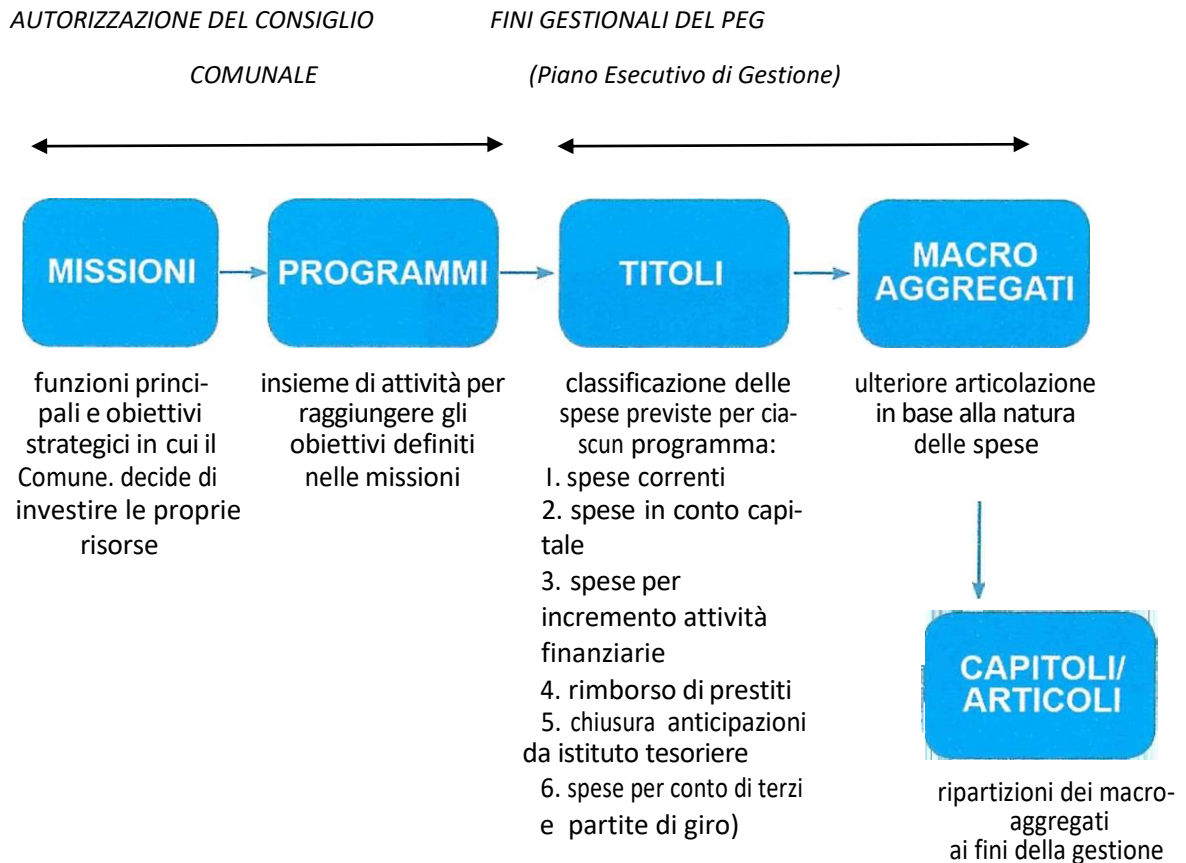 AUTORIZZAZIONE DEL CONSIGLIO
COMUNALE
FINI GESTIONALI DEL PEG
(Piano Esecutivo di Gestione)
MISSIONI
PROGRAMMI
TITOLI
MACRO
AGGREGATI
funzioni princi-
pali e obiettivi
strategici in cui il
Comune. decide di
investire le proprie
risorse
insieme di attività per
raggiungere gli
obiettivi definiti
nelle missioni
classificazione delle
spese previste per cia-
scun programma:
I. spese correnti
2. spese in conto capi-
tale
3. spese per
incremento attività
finanziarie
4. rimborso di prestiti
5. chiusura anticipazioni
da istituto tesoriere
6. spese per conto di terzi
e partite di giro)
ulteriore articolazione
in base alla natura
delle spese
CAPITOLI/
ARTICOLI
ripartizioni dei macro-
aggregati
ai fini della gestione